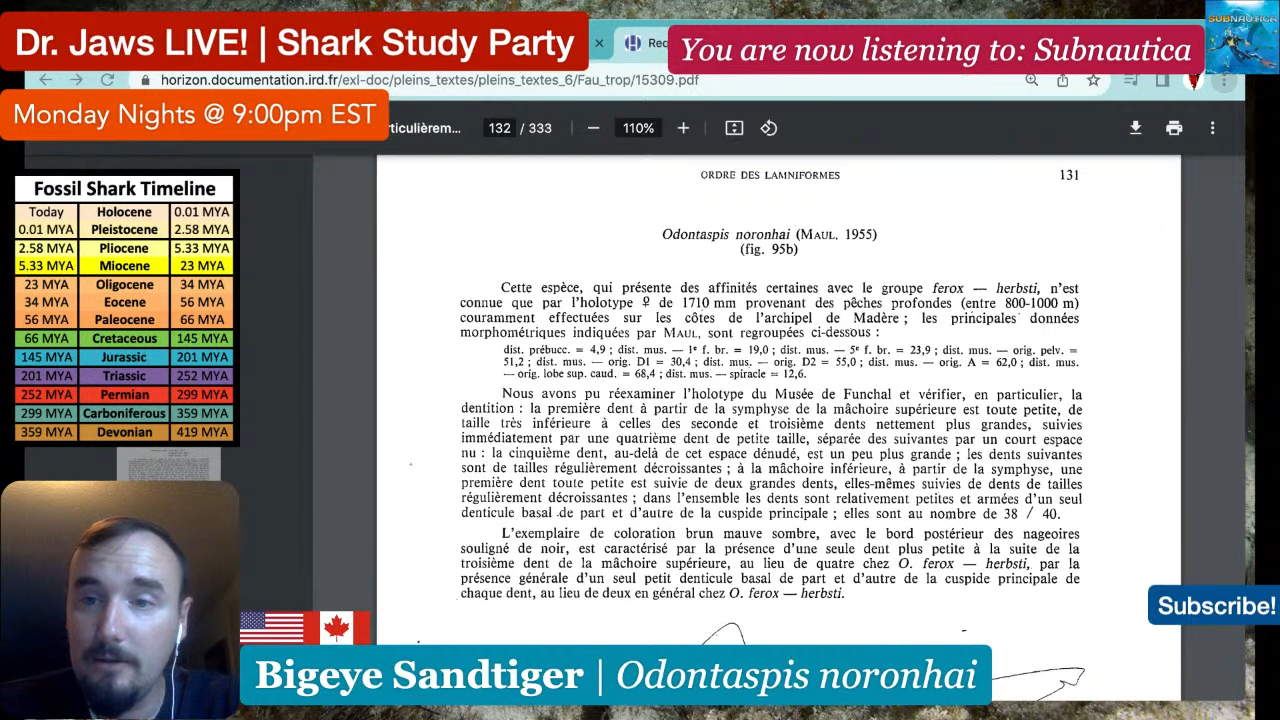 Dr. Jaws LIVE! | Shark Study Party
You are now listening to: Subnautica
SUBNAUTICA
Monday Nights @ 9:00pm EST
horizon.documentation.ird.fr/exl-doc/pleins_textes/pleins_textes_6/Fau_trop/15309.pdf
rticulièrem...
132 / 333
110%
Fossil Shark Timeline
Today Holocene 0.01 MYA
0.01 MYA Pleistocene 2.58 MYA
2.58 MYA Pliocene 5.33 MYA
5.33 MYA Miocene 23 MYA
23 MYA Oligocene 34 MYA
34 MYA Eocene 56 MYA
56 MYA Paleocene 66 MYA
66 MYA Cretaceous 145 MYA
145 MYA Jurassic 201 MYA
201 MYA Triassic 252 MYA
252 MYA Permian 299 MYA
299 MYA Carboniferous 359 MYA
359 MYA Devonian 419 MYA
ORDRE DES LAMNIFORMES 131
Odontaspis noronhai (MAUL, 1955)
(fig. 95b)
Cette espèce, qui présente des affinités certaines avec le groupe ferox — herbsti, n'est
connue que par l'holotype ♀ de 1710 mm provenant des pêches profondes (entre 800-1000 m)
couramment effectuées sur les côtes de l'archipel de Madère ; les principales données
morphométriques indiquées par MAUL, sont regroupées ci-dessous :
dist. prébucc. = 4,9 ; dist. mus. — 1e f. br. = 19,0 ; dist. mus. — 5e f. br. = 23,9 ; dist. mus. — orig. pelv. =
51,2 ; dist. mus. — orig. D1 = 30,4 ; dist. mus. — orig. D2 = 55,0 ; dist. mus. — orig. A = 62,0 ; dist. mus.
— orig. lobe sup. caud. = 68,4 ; dist. mus. — spiracle = 12,6.
Nous avons pu réexaminer l'holotype du Musée de Funchal et vérifier, en particulier, la
dentition : la première dent à partir de la symphyse de la mâchoire supérieure est toute petite, de
taille très inférieure à celles des seconde et troisième dents nettement plus grandes, suivies
immédiatement par une quatrième dent de petite taille, séparée des suivantes par un court espace
nu : la cinquième dent, au-delà de cet espace dénudé, est un peu plus grande ; les dents suivantes
sont de tailles régulièrement décroissantes ; à la mâchoire inférieure, à partir de la symphyse, une
première dent toute petite est suivie de deux grandes dents, elles-mêmes suivies de dents de tailles
régulièrement décroissantes ; dans l'ensemble les dents sont relativement petites et armées d'un seul
denticule basal de part et d'autre de la cuspide principale ; elles sont au nombre de 38 / 40.
L'exemplaire de coloration brun mauve sombre, avec le bord postérieur des nageoires
souligné de noir, est caractérisé par la présence d'une seule dent plus petite à la suite de la
troisième dent de la mâchoire supérieure, au lieu de quatre chez O. ferox — herbsti, par la
présence générale d'un seul petit denticule basal de part et d'autre de la cuspide principale de
chaque dent, au lieu de deux en général chez O. ferox — herbsti.
Subscribe!
Bigeye Sandtiger | Odontaspis noronhai